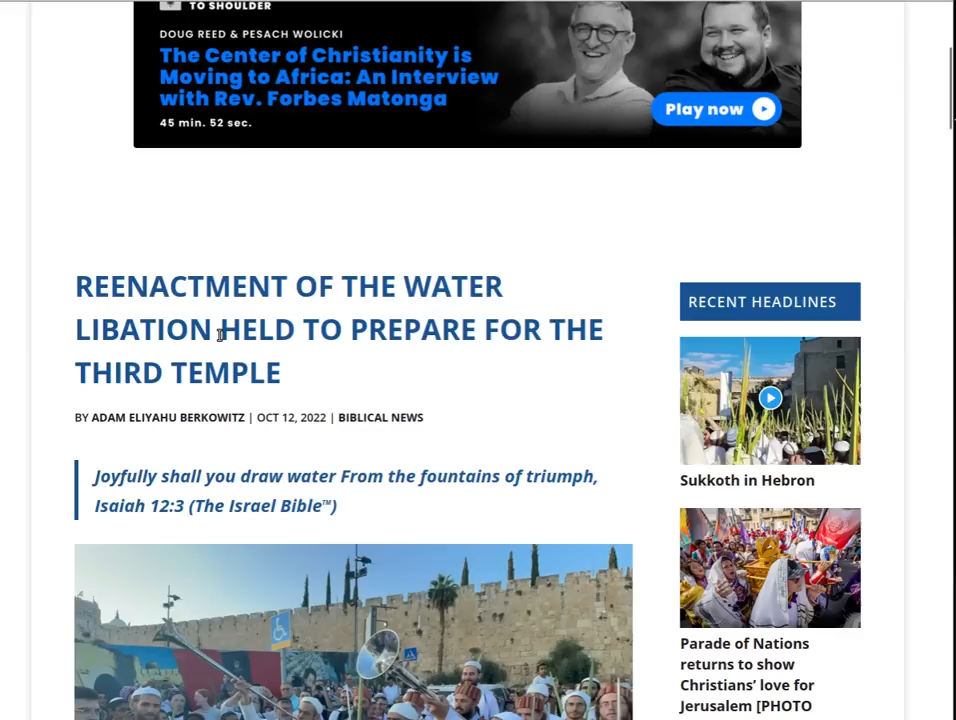 TO SHOULDER
DOUG REED & PESACH WOLICKI
The Center of Christianity is
Moving to Africa: An Interview
with Rev. Forbes Matonga
45 min. 52 sec.
Play now
REENACTMENT OF THE WATER
LIBATION HELD TO PREPARE FOR THE
THIRD TEMPLE
BY ADAM ELIYAHU BERKOWITZ | OCT 12, 2022 | BIBLICAL NEWS
Joyfully shall you draw water From the fountains of triumph,
Isaiah 12:3 (The Israel Bible™)
RECENT HEADLINES
Sukkoth in Hebron
Parade of Nations
returns to show
Christians’ love for
Jerusalem [PHOTO